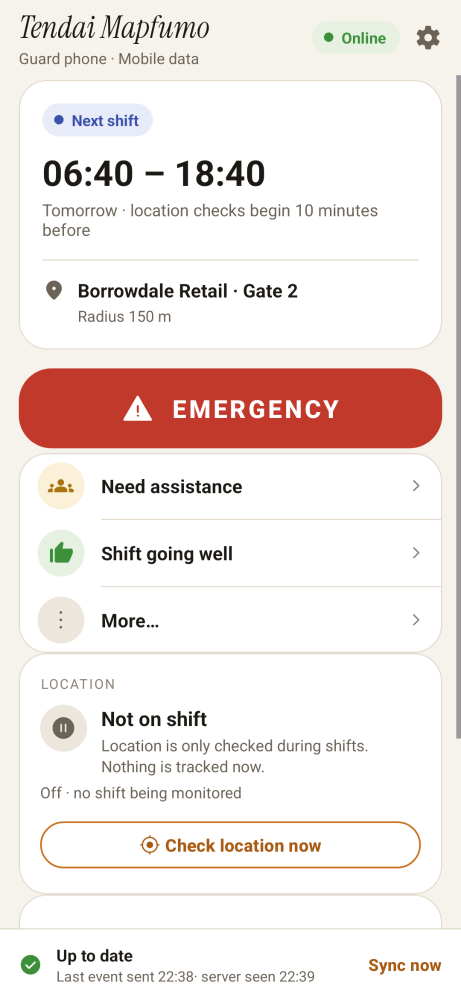 Tendai Mapfumo
Guard phone · Mobile data
Online
Next shift
06:40 – 18:40
Tomorrow · location checks begin 10 minutes
before
Borrowdale Retail · Gate 2
Radius 150 m
EMERGENCY
Need assistance
Shift going well
More…
LOCATION
Not on shift
Location is only checked during shifts.
Nothing is tracked now.
Off · no shift being monitored
Check location now
Up to date
Last event sent 22:38· server seen 22:39
Sync now